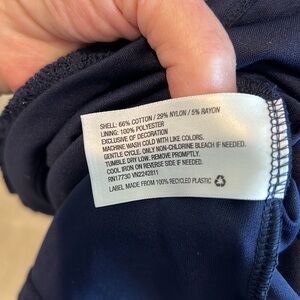 SHELL: 66% COTTON / 29% NYLON / 5% RAYON
LINING: 100% POLYESTER
EXCLUSIVE OF DECORATION
MACHINE WASH COLD WITH LIKE COLORS.
GENTLE CYCLE. ONLY NON-CHLORINE BLEACH IF NEEDED.
TUMBLE DRY LOW. REMOVE PROMPTLY.
COOL IRON ON REVERSE SIDE IF NEEDED.
RN17730 VN2242811
LABEL MADE FROM 100% RECYCLED PLASTIC